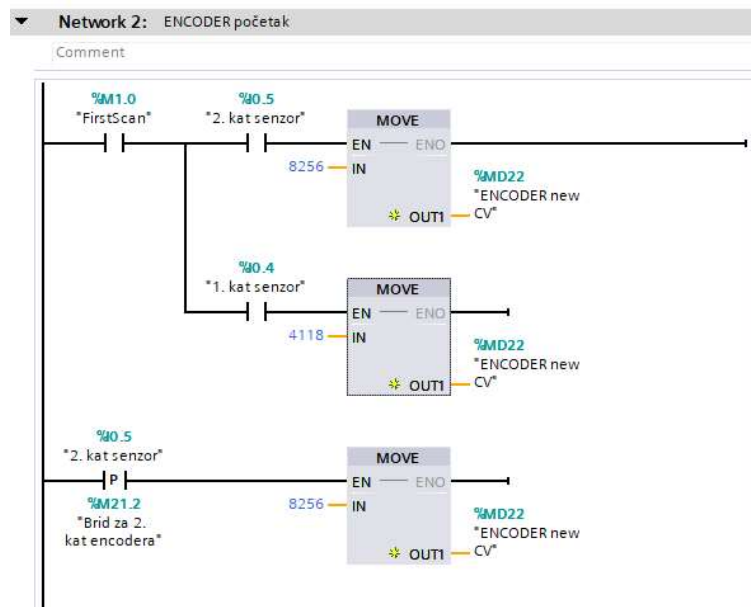 Network 2: ENCODER početak
Comment
%M1.0
"FirstScan"
%I0.5
"2. kat senzor"
MOVE
EN
ENO
8256
IN
%MD22
"ENCODER new
CV"
OUT1
%I0.4
"1. kat senzor"
MOVE
EN
ENO
4118
IN
%MD22
"ENCODER new
CV"
OUT1
%I0.5
"2. kat senzor"
P
%M21.2
"Brid za 2.
kat encodera"
MOVE
EN
ENO
8256
IN
%MD22
"ENCODER new
CV"
OUT1